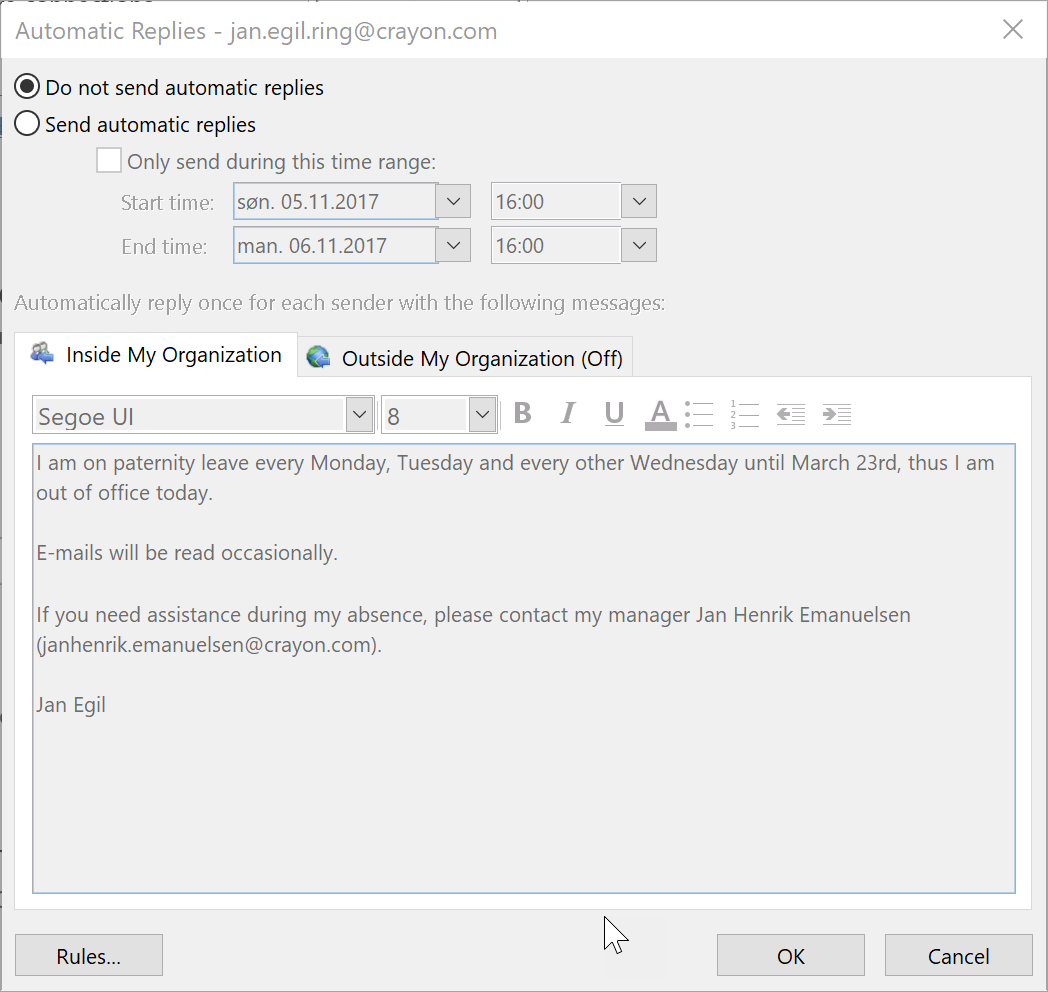 Automatic Replies - jan.egil.ring@crayon.com
Do not send automatic replies
Send automatic replies
Only send during this time range:
Start time: søn. 05.11.2017 16:00
End time: man. 06.11.2017 16:00
Automatically reply once for each sender with the following messages:
Inside My Organization Outside My Organization (Off)
Segoe UI 8 B I U A 1 2 3
I am on paternity leave every Monday, Tuesday and every other Wednesday until March 23rd, thus I am
out of office today.
E-mails will be read occasionally.
If you need assistance during my absence, please contact my manager Jan Henrik Emanuelsen
(janhenrik.emanuelsen@crayon.com).
Jan Egil
Rules... OK Cancel